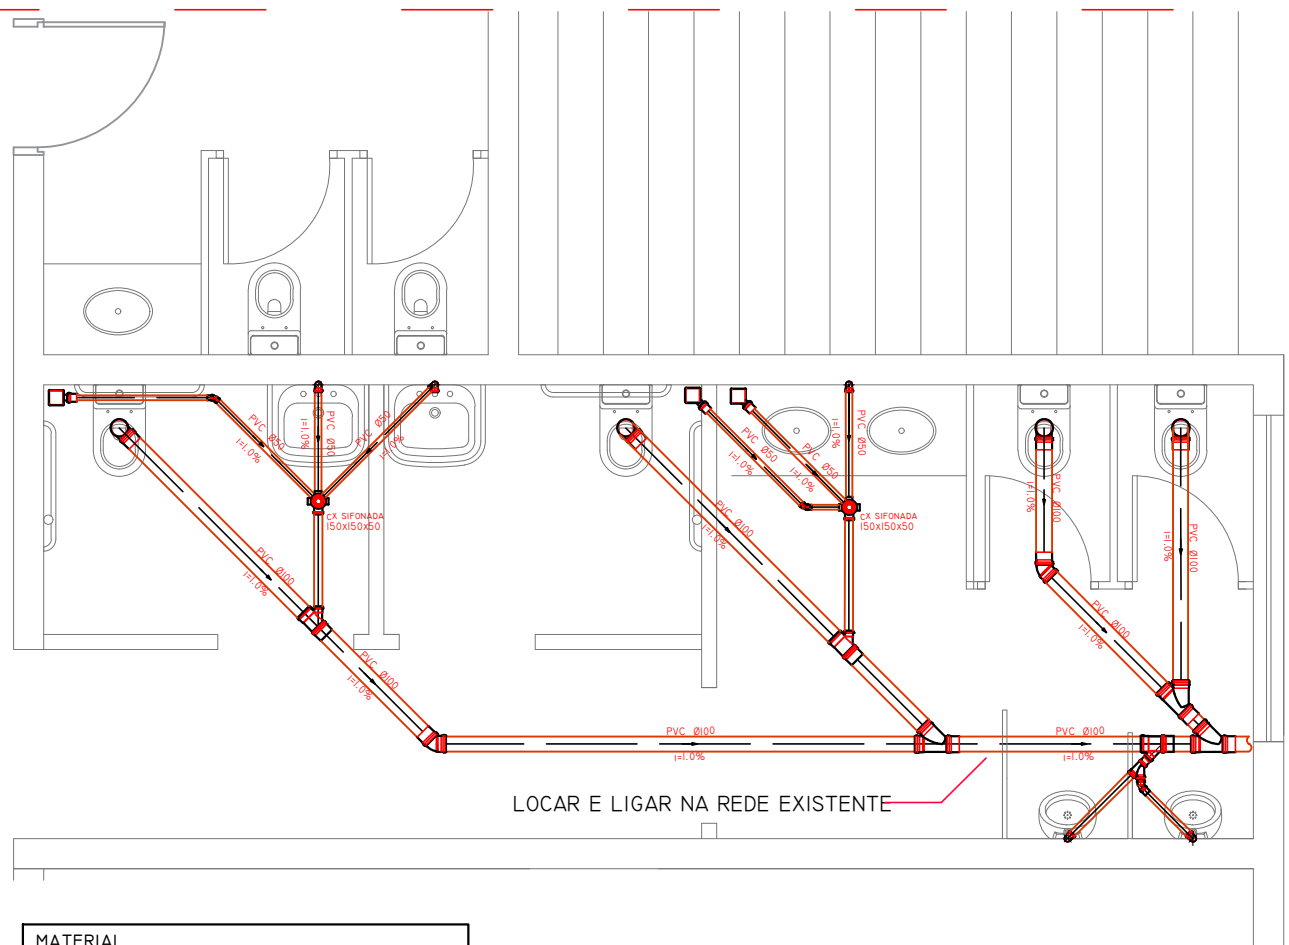 PVC Ø50
i=1.0%
PVC Ø50
i=1.0%
PVC Ø50
i=1.0%
CX SIFONADA
150X150X50
PVC Ø100
i=1.0%
PVC Ø100
i=1.0%
PVC Ø50
i=1.0%
PVC Ø50
i=1.0%
PVC Ø50
i=1.0%
CX SIFONADA
150X150X50
PVC Ø100
i=1.0%
PVC Ø100
i=1.0%
PVC Ø100
i=1.0%
PVC Ø100
i=1.0%
PVC Ø100
i=1.0%
PVC Ø100
i=1.0%
LOCAR E LIGAR NA REDE EXISTENTE
MATERIAL